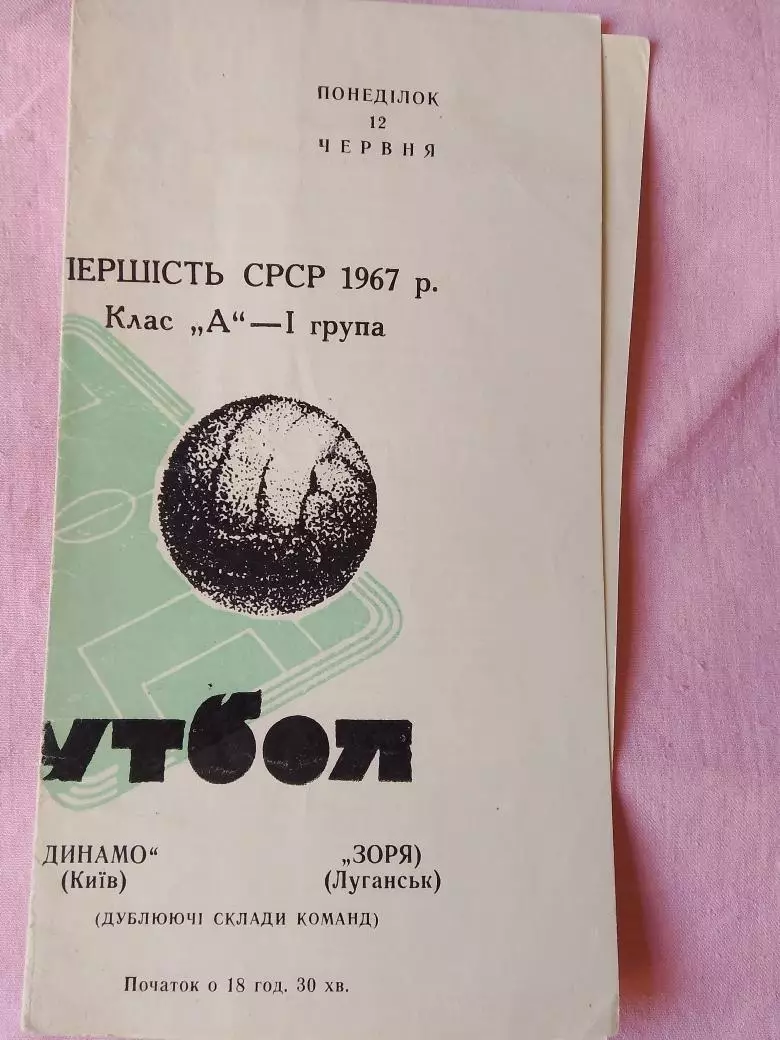 ПОНЕДІЛОК
12
ЧЕРВНЯ
ПЕРШІСТЬ СРСР 1967 р.
Клас „А“ — І група
УТБОЛ
ДИНАМО“ „ЗОРЯ)
(Київ) (Луганськ)
(ДУБЛЮЮЧІ СКЛАДИ КОМАНД)
Початок о 18 год. 30 хв.